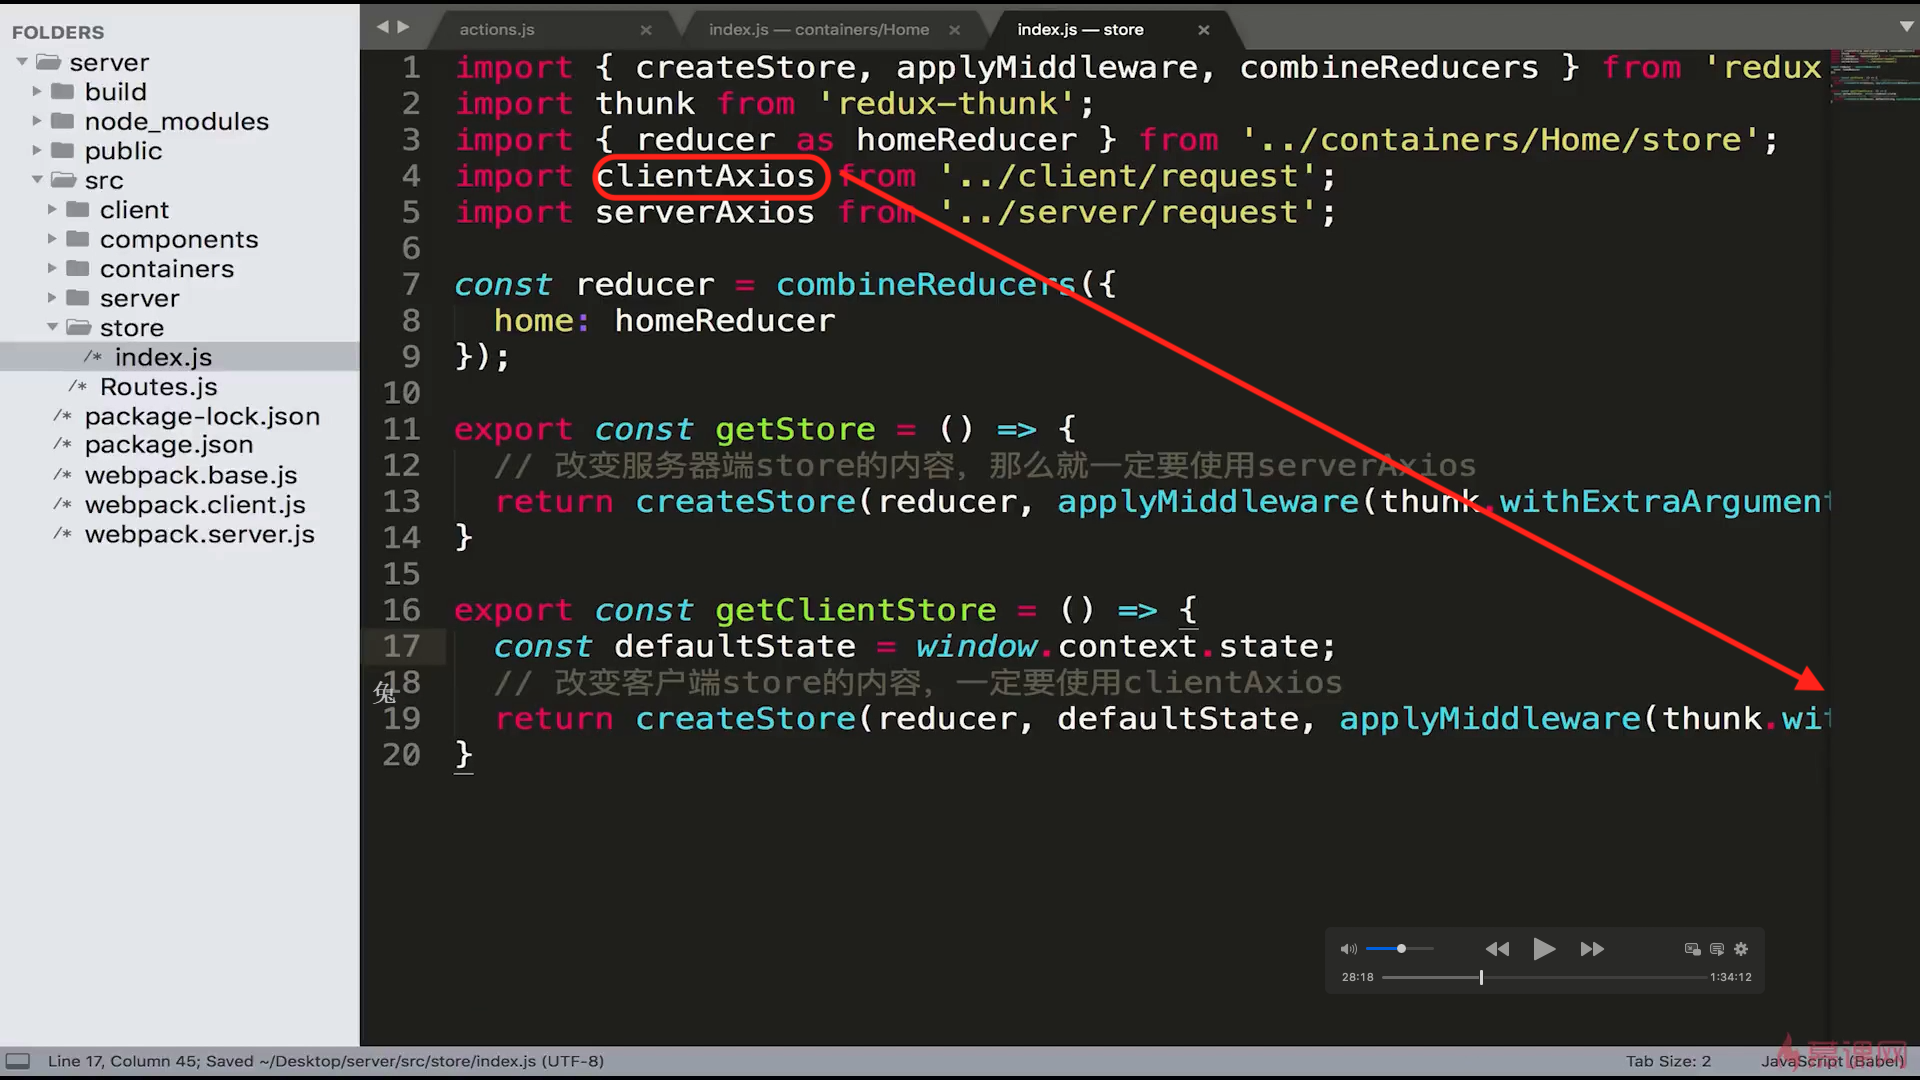 FOLDERS
server
build
node_modules
public
src
client
components
containers
server
store
/* index.js
/* Routes.js
/* package-lock.json
/* package.json
/* webpack.base.js
/* webpack.client.js
/* webpack.server.js
actions.js
index.js — containers/Home
index.js — store
1 import { createStore, applyMiddleware, combineReducers } from 'redux
2 import thunk from 'redux-thunk';
3 import { reducer as homeReducer } from '../containers/Home/store';
4 import clientAxios from '../client/request';
5 import serverAxios from '../server/request';
6
7 const reducer = combineReducers({
8 home: homeReducer
9 });
10
11 export const getStore = () => {
12 // 改变服务器端store的内容，那么就一定要使用serverAxios
13 return createStore(reducer, applyMiddleware(thunk.withExtraArgument
14 }
15
16 export const getClientStore = () => {
17 const defaultState = window.context.state;
18 // 改变客户端store的内容，一定要使用clientAxios
兔
19 return createStore(reducer, defaultState, applyMiddleware(thunk.wit
20 }
28:18
1:34:12
Line 17, Column 45; Saved ~/Desktop/server/src/store/index.js (UTF-8)
Tab Size: 2
JavaScript (Babel)
慕课网